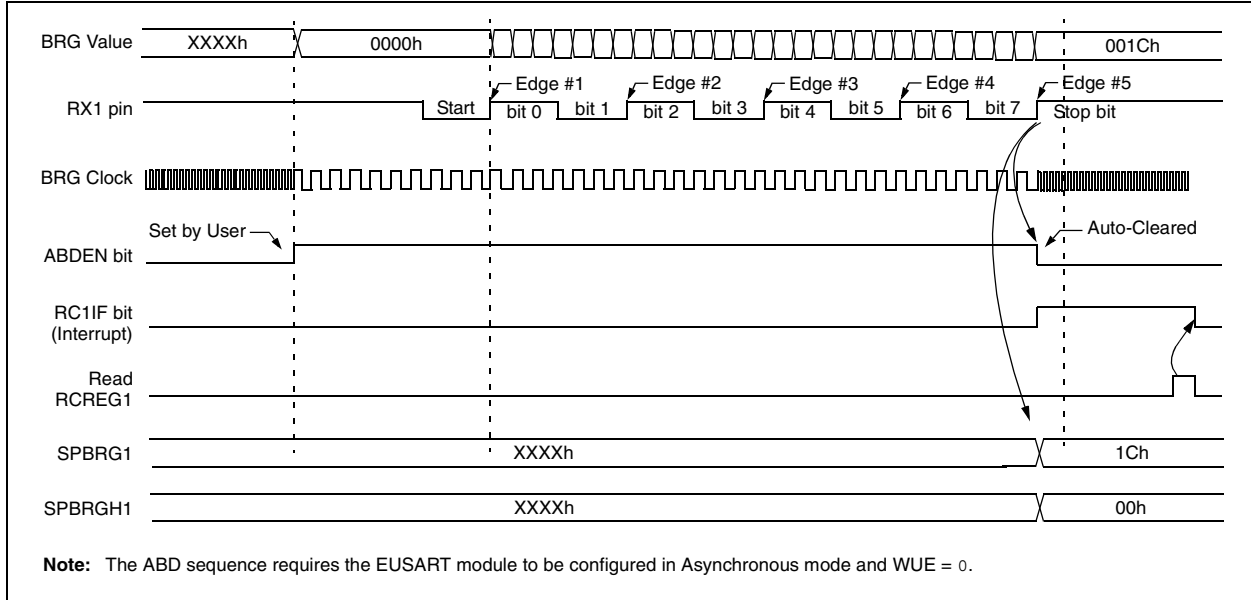 BRG Value
XXXXh
0000h
001Ch
Edge #1
Edge #2
Edge #3
Edge #4
Edge #5
RX1 pin
Start
bit 0
bit 1
bit 2
bit 3
bit 4
bit 5
bit 6
bit 7
Stop bit
BRG Clock
Set by User
Auto-Cleared
ABDEN bit
RC1IF bit
(Interrupt)
Read
RCREG1
SPBRG1
XXXXh
1Ch
SPBRGH1
XXXXh
00h
Note: The ABD sequence requires the EUSART module to be configured in Asynchronous mode and WUE = 0.